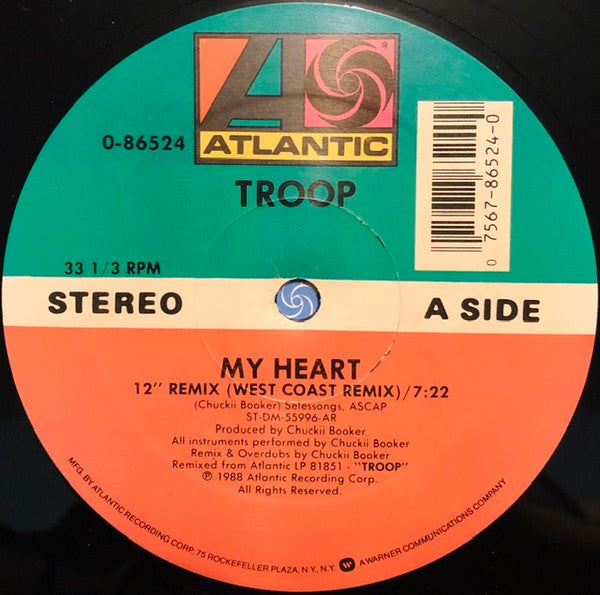 ATLANTIC
0-86524
TROOP
0 7567-86524-0
33 1/3 RPM
STEREO
A SIDE
MY HEART
12" REMIX (WEST COAST REMIX)/7:22
(Chuckii Booker) Selessongs, ASCAP
ST-DM-55996-AR
Produced by Chuckii Booker
All instruments performed by Chuckii Booker
Remix & Overdubs by Chuckii Booker
Remixed from Atlantic LP 81851 - "TROOP"
℗ 1988 Atlantic Recording Corp.
All Rights Reserved.
MFG. BY ATLANTIC RECORDING CORP., 75 ROCKEFELLER PLAZA, N.Y., N.Y. A WARNER COMMUNICATIONS COMPANY